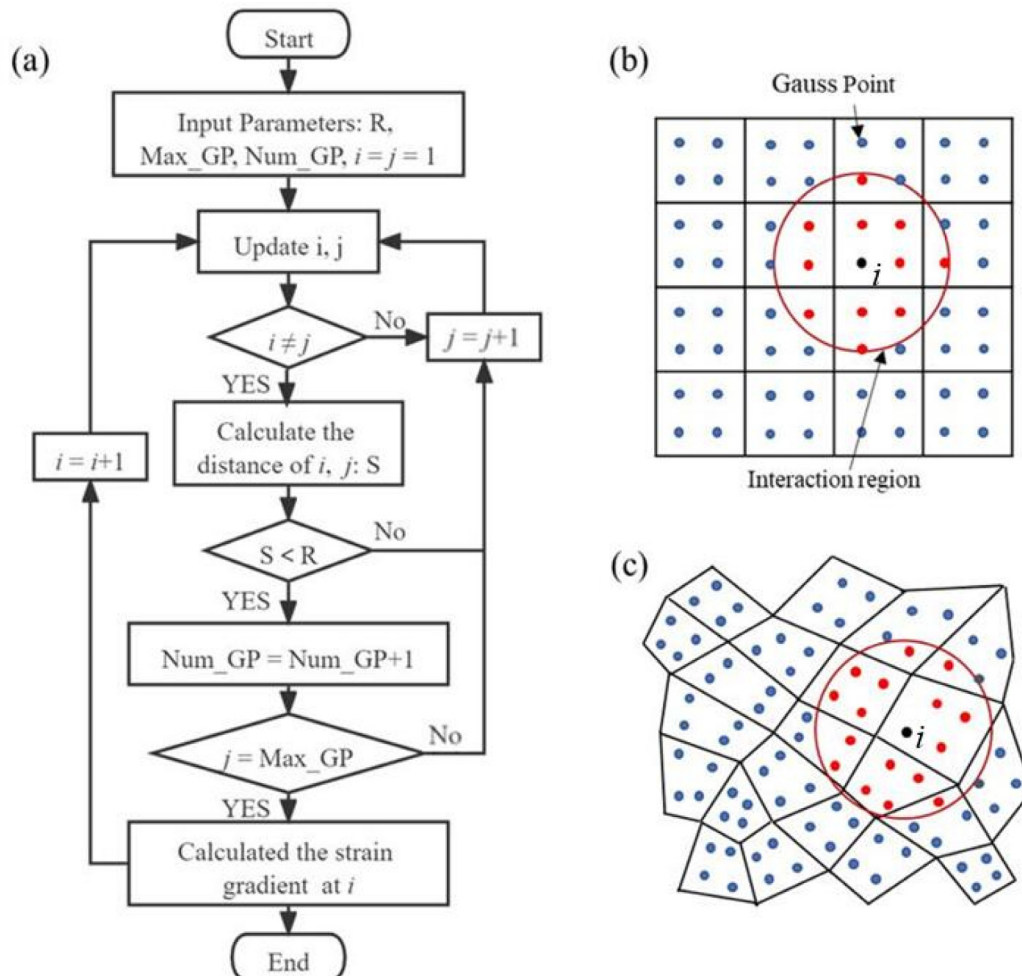 (a)
Start
Input Parameters: R,
Max_GP, Num_GP, i = j = 1
Update i, j
i ≠ j
No
j = j+1
YES
Calculate the
distance of i, j: S
i = i+1
S < R
No
YES
Num_GP = Num_GP+1
j = Max_GP
No
YES
Calculated the strain
gradient at i
End
(b)
Gauss Point
i
Interaction region
(c)
i